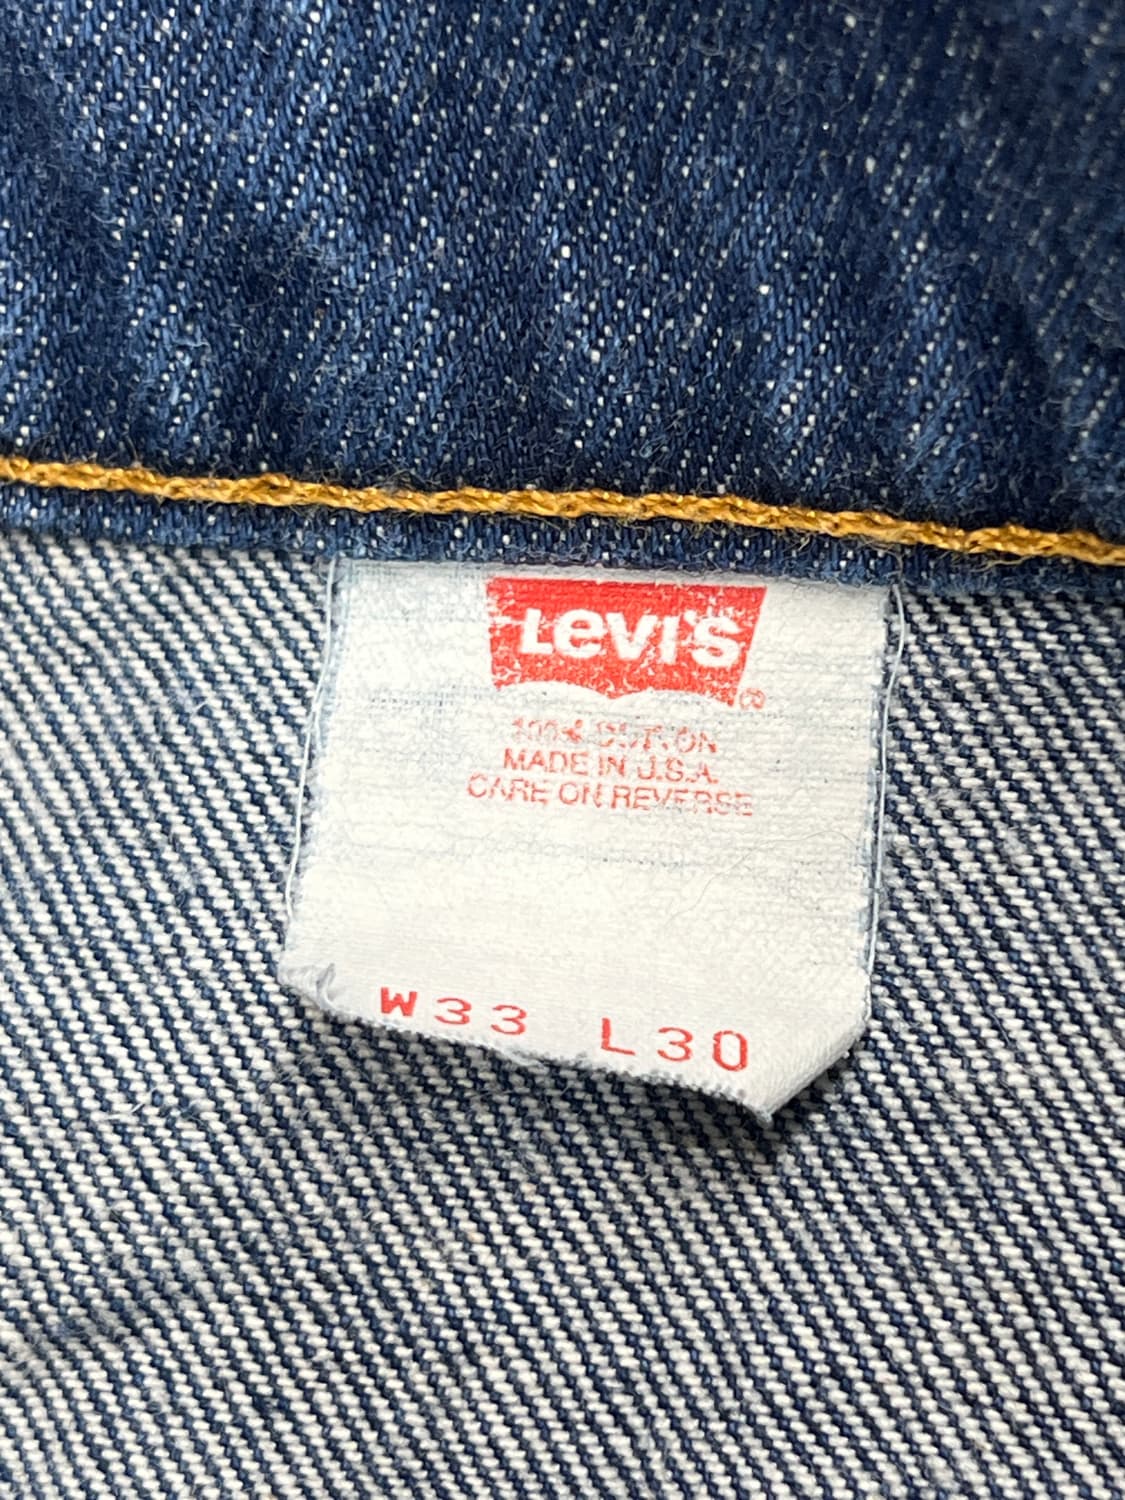 LEVI'S ®
100% COTTON
MADE IN U.S.A.
CARE ON REVERSE
W33 L30